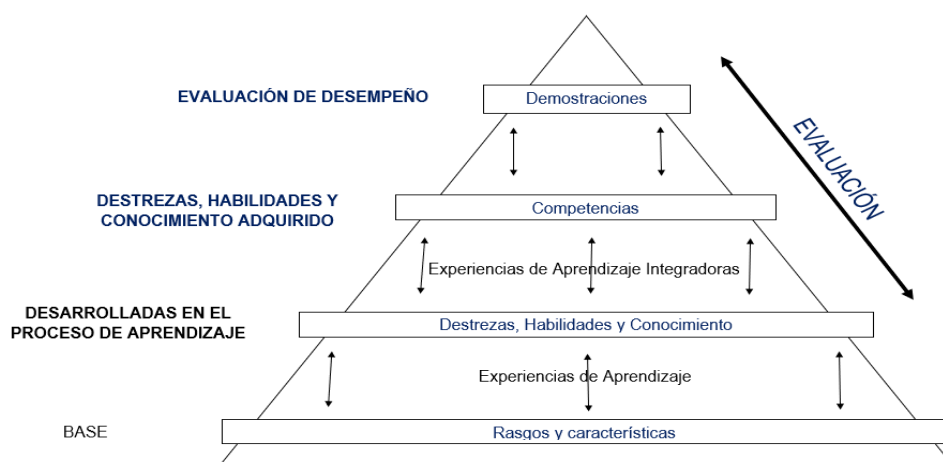 EVALUACIÓN DE DESEMPEÑO
Demostraciones
EVALUACIÓN
DESTREZAS, HABILIDADES Y
CONOCIMIENTO ADQUIRIDO
Competencias
Experiencias de Aprendizaje Integradoras
DESARROLLADAS EN EL
PROCESO DE APRENDIZAJE
Destrezas, Habilidades y Conocimiento
Experiencias de Aprendizaje
BASE
Rasgos y características